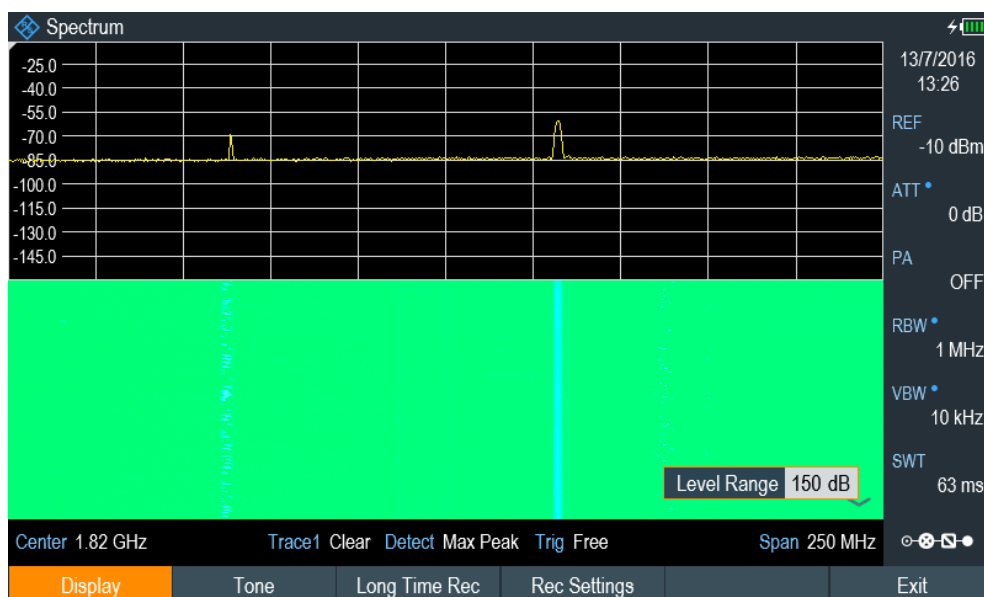 Spectrum
13/7/2016
13:26
-25.0
-40.0
-55.0
-70.0
-85.0
-100.0
-115.0
-130.0
-145.0
REF
-10 dBm
ATT
0 dB
PA
OFF
RBW
1 MHz
VBW
10 kHz
SWT
63 ms
Level Range 150 dB
Center 1.82 GHz Trace1 Clear Detect Max Peak Trig Free Span 250 MHz
Display Tone Long Time Rec Rec Settings Exit